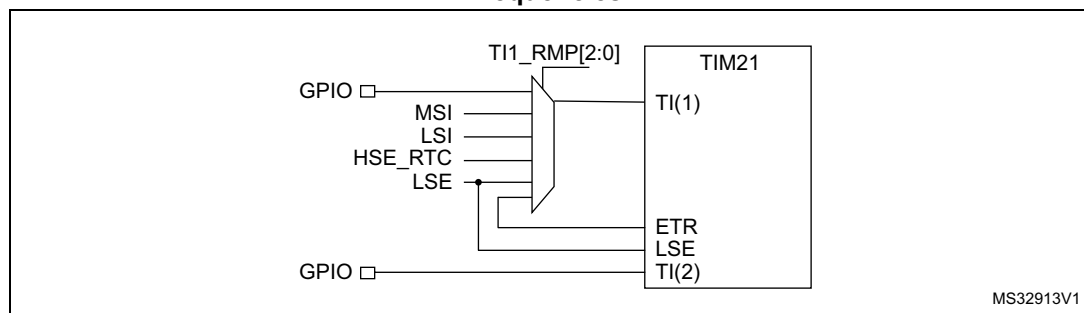 TI1_RMP[2:0]
TIM21
GPIO
TI(1)
MSI
LSI
HSE_RTC
LSE
ETR
LSE
GPIO
TI(2)
MS32913V1